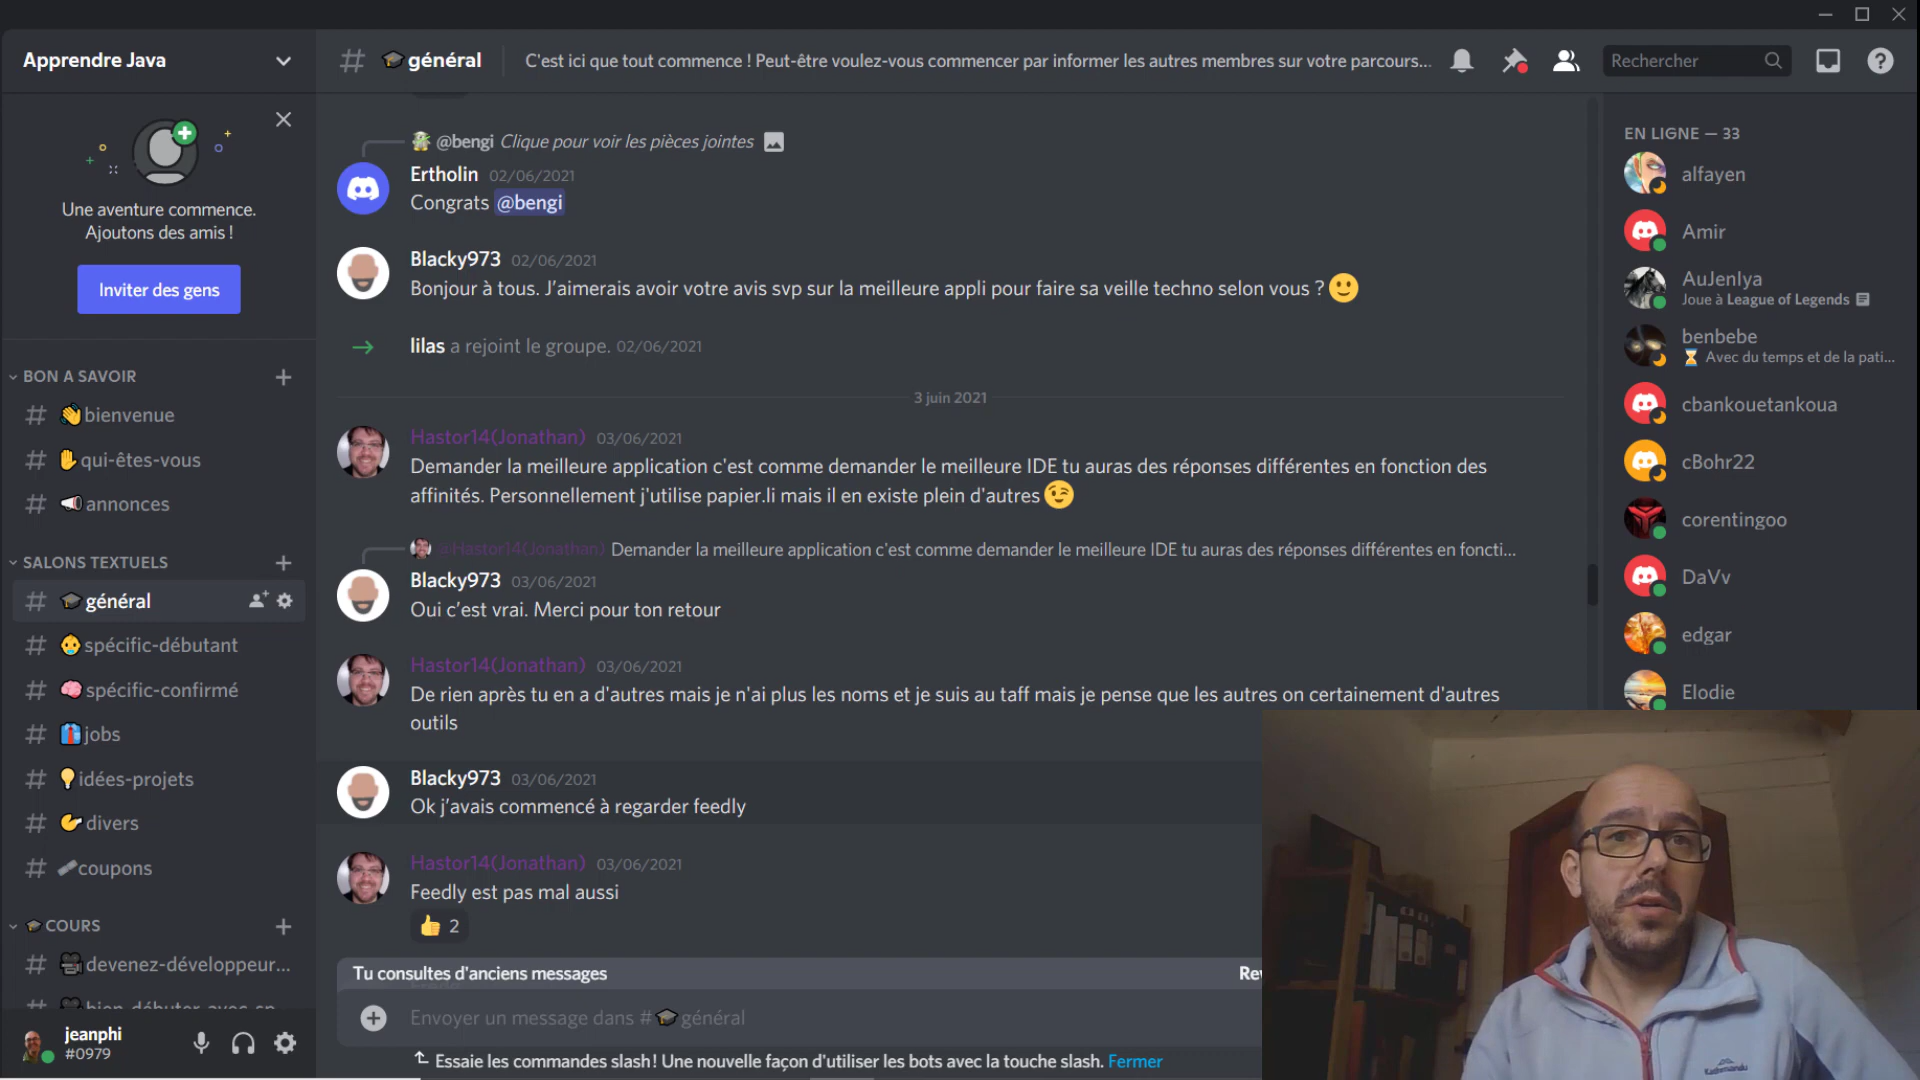 Apprendre Java
Une aventure commence.
Ajoutons des amis !
Inviter des gens
BON A SAVOIR
bienvenue
qui-êtes-vous
annonces
SALONS TEXTUELS
général
spécific-débutant
spécific-confirmé
jobs
idées-projets
divers
coupons
COURS
devenez-développeur...
jeanphi
#0979
général
C'est ici que tout commence ! Peut-être voulez-vous commencer par informer les autres membres sur votre parcours...
Rechercher
@bengi Clique pour voir les pièces jointes
Ertholin 02/06/2021
Congrats @bengi
Blacky973 02/06/2021
Bonjour à tous. J'aimerais avoir votre avis svp sur la meilleure appli pour faire sa veille techno selon vous ?
lilas a rejoint le groupe. 02/06/2021
3 juin 2021
Hastor14(Jonathan) 03/06/2021
Demander la meilleure application c'est comme demander le meilleure IDE tu auras des réponses différentes en fonction des
affinités. Personnellement j'utilise papier.li mais il en existe plein d'autres
@Hastor14(Jonathan) Demander la meilleure application c'est comme demander le meilleure IDE tu auras des réponses différentes en foncti...
Blacky973 03/06/2021
Oui c'est vrai. Merci pour ton retour
Hastor14(Jonathan) 03/06/2021
De rien après tu en a d'autres mais je n'ai plus les noms et je suis au taff mais je pense que les autres on certainement d'autres
outils
Blacky973 03/06/2021
Ok j'avais commencé à regarder feedly
Hastor14(Jonathan) 03/06/2021
Feedly est pas mal aussi
2
Tu consultes d'anciens messages
Envoyer un message dans # général
Essaie les commandes slash ! Une nouvelle façon d'utiliser les bots avec la touche slash. Fermer
EN LIGNE — 33
alfayen
Amir
AuJenlya
Joue à League of Legends
benbebe
Avec du temps et de la pati...
cbankouetankoua
cBohr22
corentingoo
DaVv
edgar
Elodie